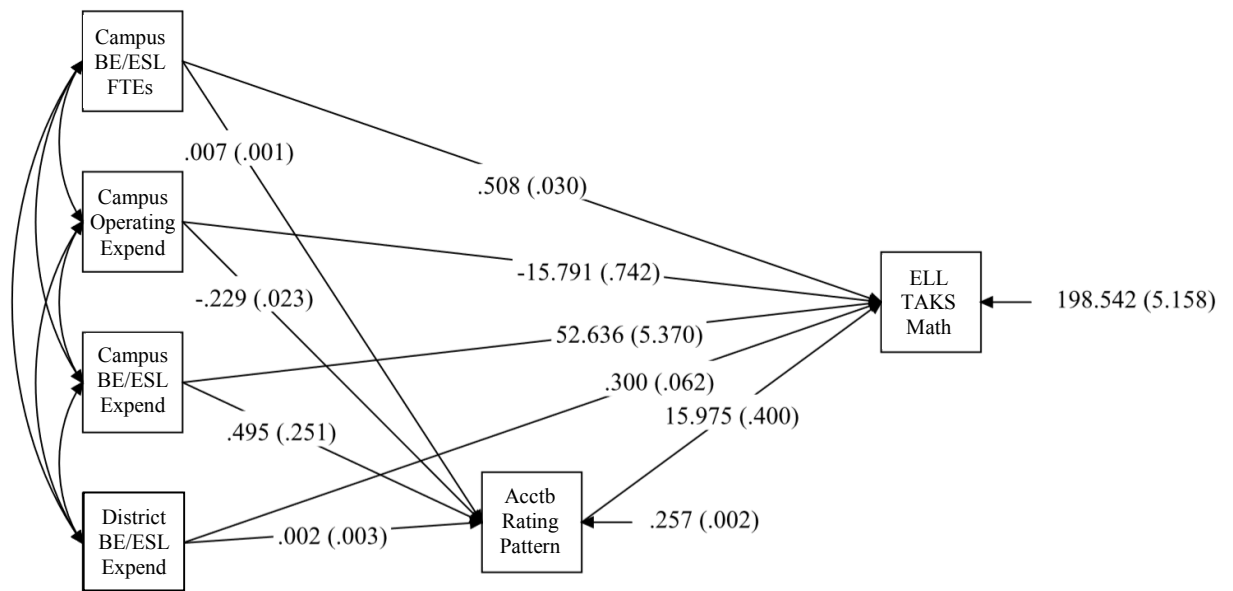 Campus
BE/ESL
FTEs
.007 (.001)
.508 (.030)
Campus
Operating
Expend
-15.791 (.742)
-.229 (.023)
ELL
TAKS
Math
198.542 (5.158)
52.636 (5.370)
Campus
BE/ESL
Expend
.300 (.062)
15.975 (.400)
.495 (.251)
District
BE/ESL
Expend
.002 (.003)
Acctb
Rating
Pattern
.257 (.002)